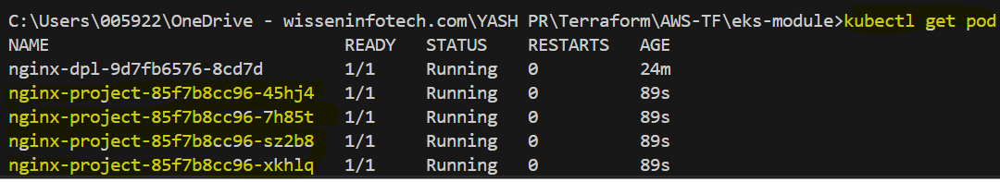 C:\Users\005922\OneDrive - wisseninfotech.com\YASH PR\Terraform\AWS-TF\eks-module>kubectl get pod
NAME READY STATUS RESTARTS AGE
nginx-dpl-9d7fb6576-8cd7d 1/1 Running 0 24m
nginx-project-85f7b8cc96-45hj4 1/1 Running 0 89s
nginx-project-85f7b8cc96-7h85t 1/1 Running 0 89s
nginx-project-85f7b8cc96-sz2b8 1/1 Running 0 89s
nginx-project-85f7b8cc96-xkhlq 1/1 Running 0 89s